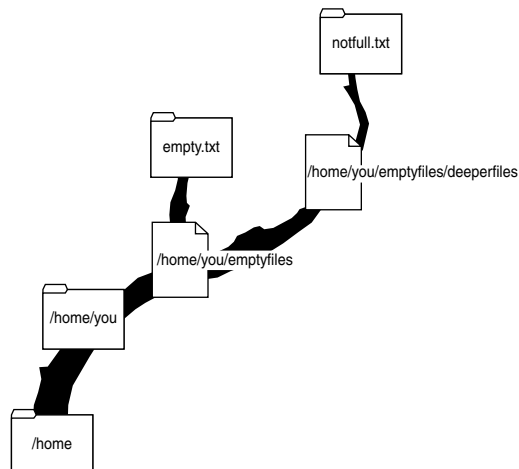 notfull.txt
empty.txt
/home/you/emptyfiles/deeperfiles
/home/you/emptyfiles
/home/you
/home